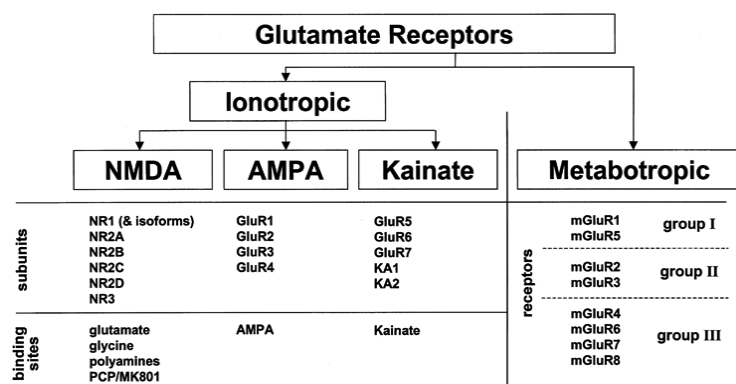 Glutamate Receptors
Ionotropic
NMDA
AMPA
Kainate
Metabotropic
subunits
NR1 (& isoforms)
NR2A
NR2B
NR2C
NR2D
NR3
GluR1
GluR2
GluR3
GluR4
GluR5
GluR6
GluR7
KA1
KA2
binding
sites
glutamate
glycine
polyamines
PCP/MK801
AMPA
Kainate
receptors
mGluR1
mGluR5
group I
mGluR2
mGluR3
group II
mGluR4
mGluR6
mGluR7
mGluR8
group III